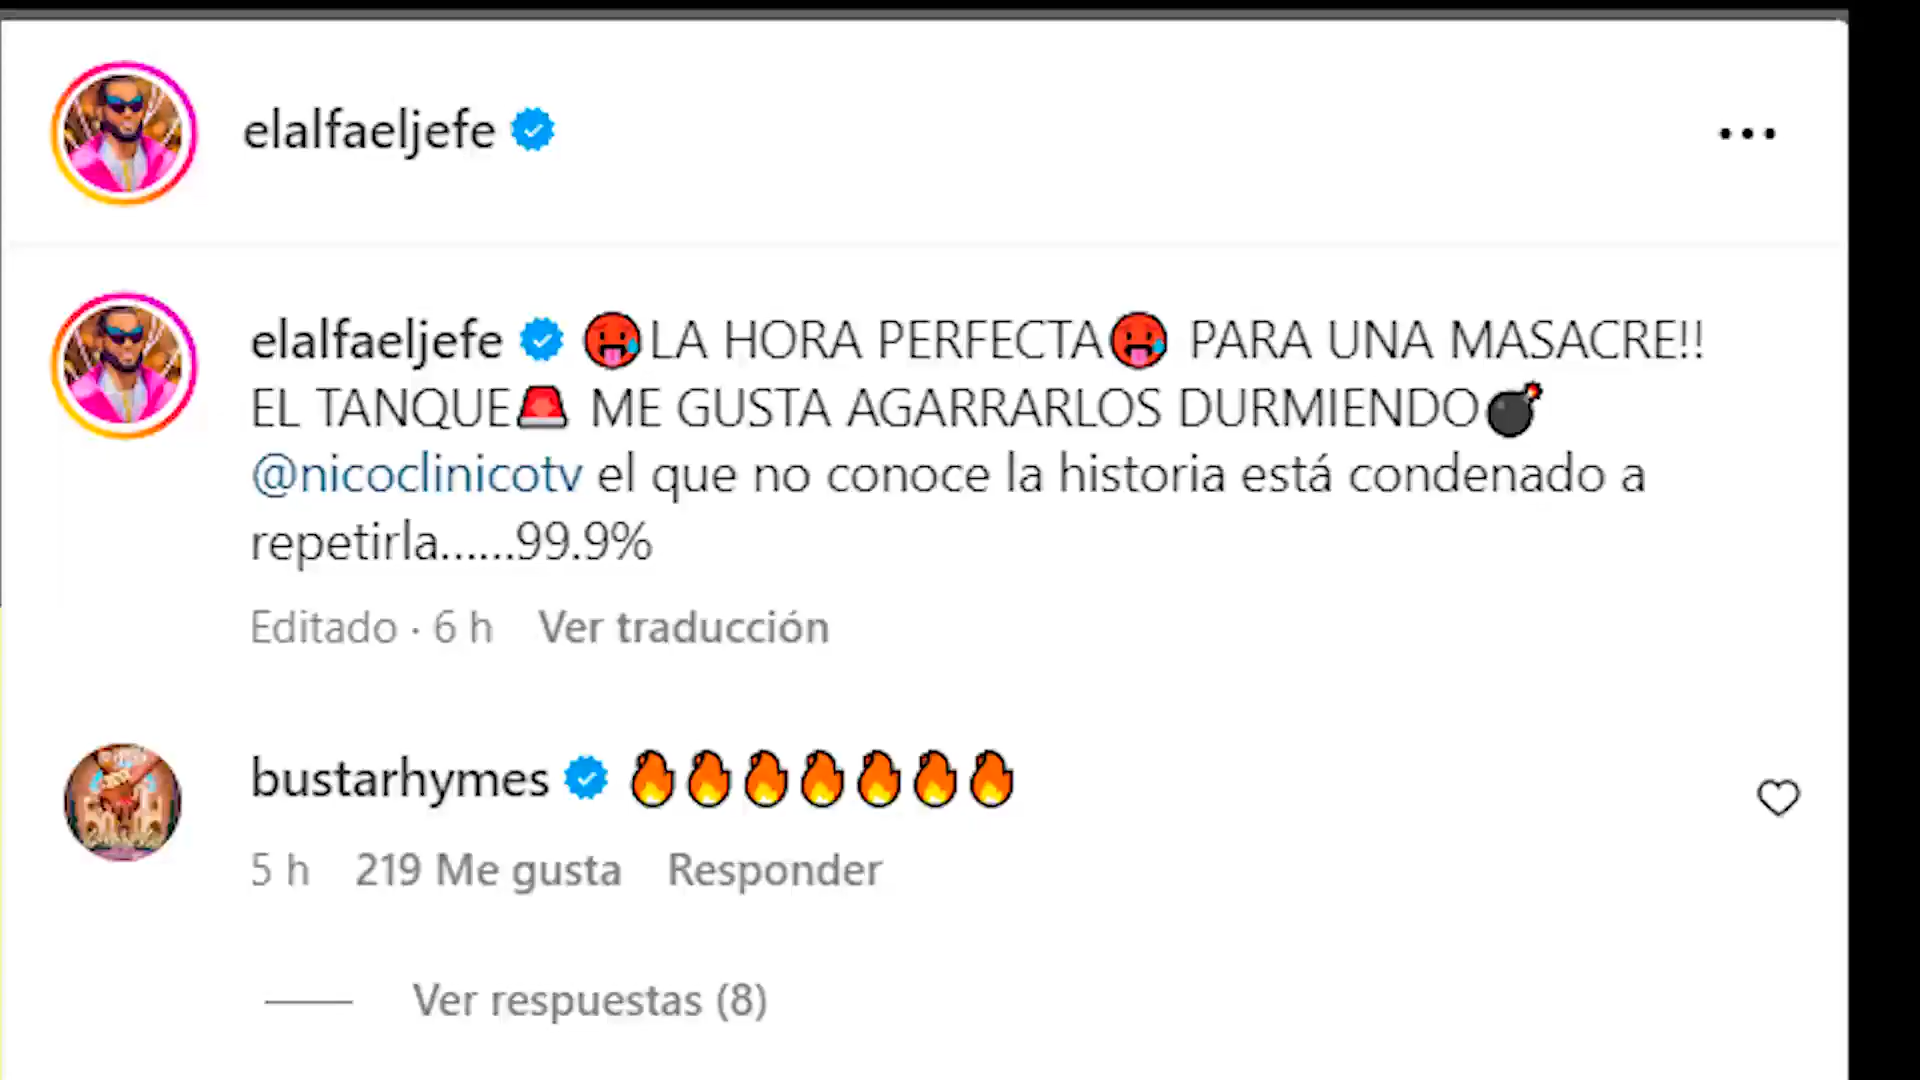 elalfaeljefe
elalfaeljefe 🥵LA HORA PERFECTA🥵 PARA UNA MASACRE!!
EL TANQUE🚨 ME GUSTA AGARRARLOS DURMIENDO💣
@nicoclinicotv el que no conoce la historia está condenado a
repetirla......99.9%
Editado · 6 h Ver traducción
bustarhymes 🔥🔥🔥🔥🔥🔥🔥
5 h 219 Me gusta Responder
Ver respuestas (8)